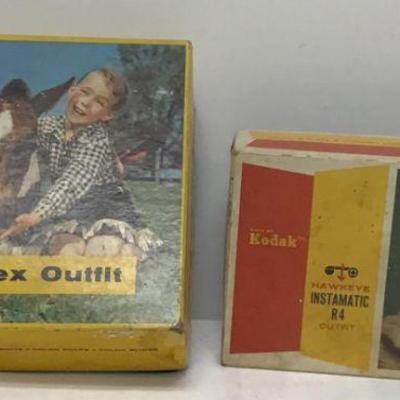 ex Outfit
Kodak
HAWKEYE
INSTAMATIC
R4
OUTFIT